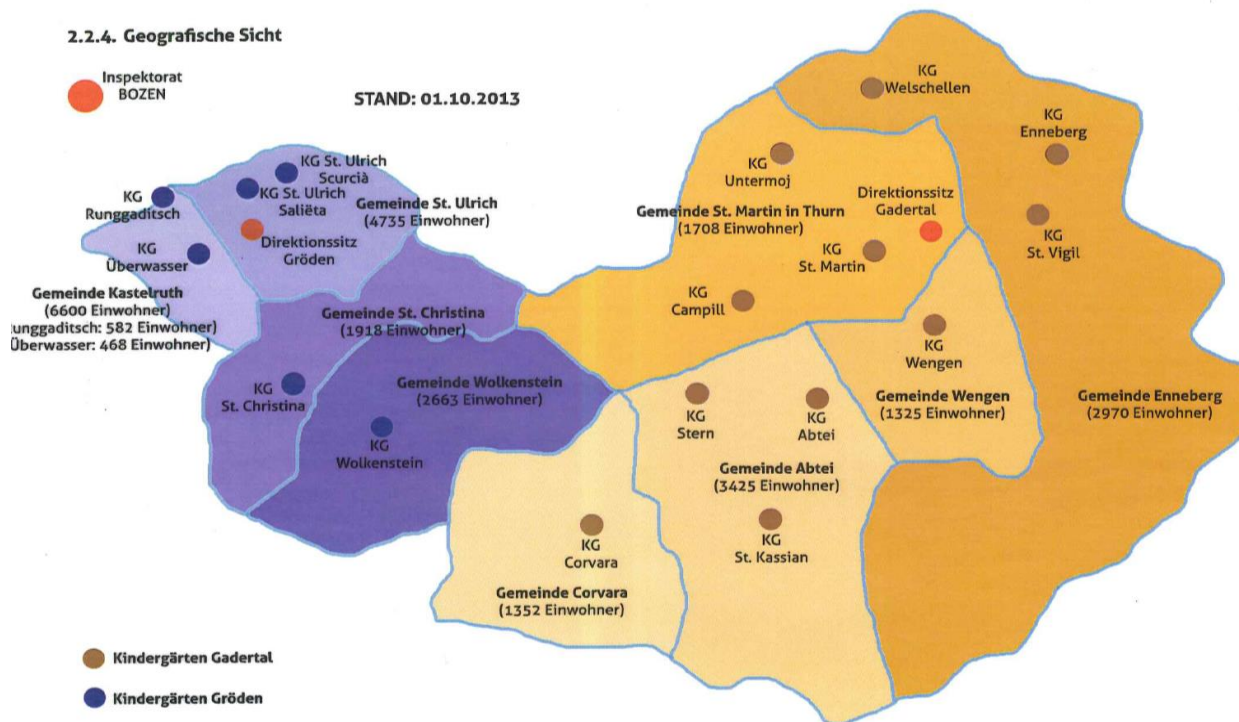 2.2.4. Geografische Sicht
Inspektorat
BOZEN
STAND: 01.10.2013
KG
Welschellen
KG
Enneberg
KG St. Ulrich
Scurcià
KG St. Ulrich
Saliëta
KG
Runggaditsch
Gemeinde St. Ulrich
(4735 Einwohner)
Direktionssitz
Gröden
KG
Überwasser
Gemeinde Kastelruth
(6600 Einwohner)
unggaditsch: 582 Einwohner)
Überwasser: 468 Einwohner)
KG
Untermoj
Direktionssitz
Gadertal
Gemeinde St. Martin in Thurn
(1708 Einwohner)
KG
St. Martin
KG
St. Vigil
KG
Campill
Gemeinde St. Christina
(1918 Einwohner)
KG
Wengen
KG
St. Christina
Gemeinde Wolkenstein
(2663 Einwohner)
KG
Wolkenstein
KG
Stern
KG
Abtei
Gemeinde Wengen
(1325 Einwohner)
Gemeinde Enneberg
(2970 Einwohner)
Gemeinde Abtei
(3425 Einwohner)
KG
St. Kassian
KG
Corvara
Gemeinde Corvara
(1352 Einwohner)
Kindergärten Gadertal
Kindergärten Gröden